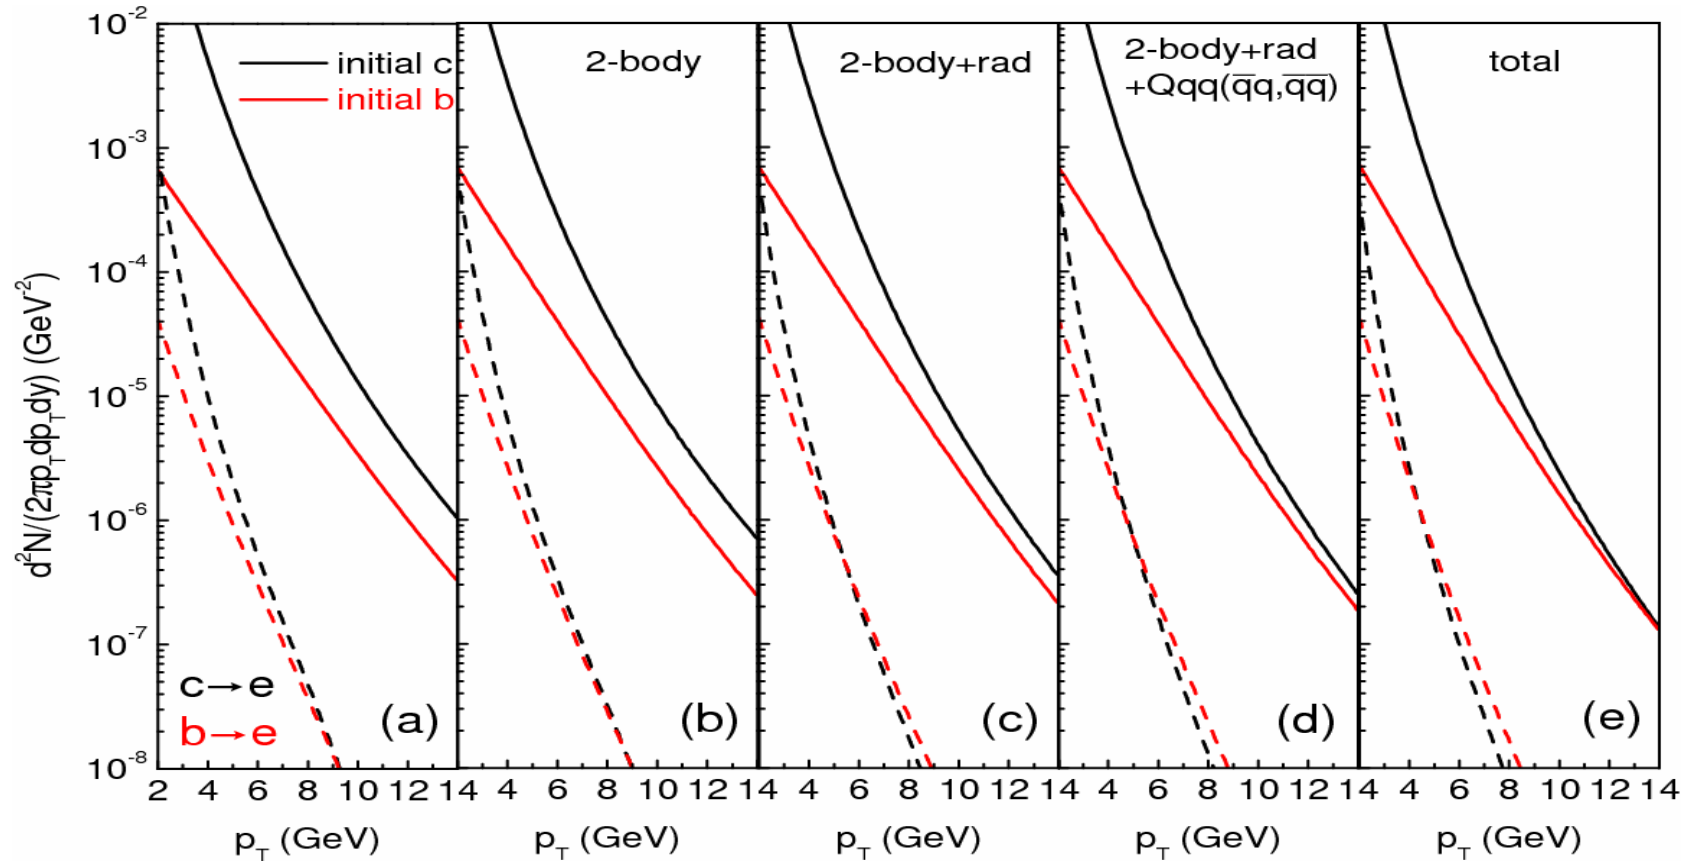 d²N/(2πp_T dp_T dy) (GeV⁻²)
10⁻²
10⁻³
10⁻⁴
10⁻⁵
10⁻⁶
10⁻⁷
10⁻⁸
initial c
initial b
c→e
b→e
(a)
2-body
(b)
2-body+rad
(c)
2-body+rad
+Qqq(q̅q,q̅q̅)
(d)
total
(e)
2 4 6 8 10 12 14 4 6 8 10 12 14 4 6 8 10 12 14 4 6 8 10 12 14 4 6 8 10 12 14
p_T (GeV) p_T (GeV) p_T (GeV) p_T (GeV) p_T (GeV)